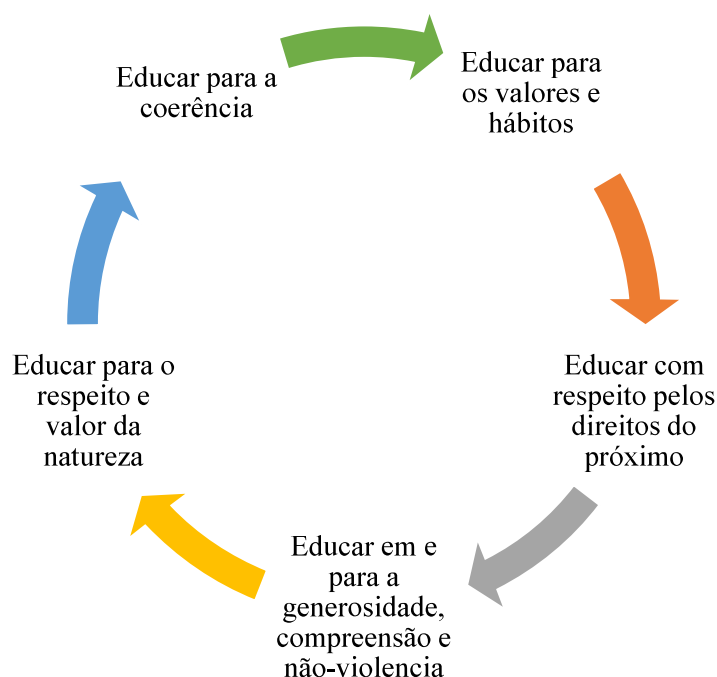 Educar para a
coerência
Educar para
os valores e
hábitos
Educar com
respeito pelos
direitos do
próximo
Educar em e
para a
generosidade,
compreensão e
não-violencia
Educar para o
respeito e
valor da
natureza